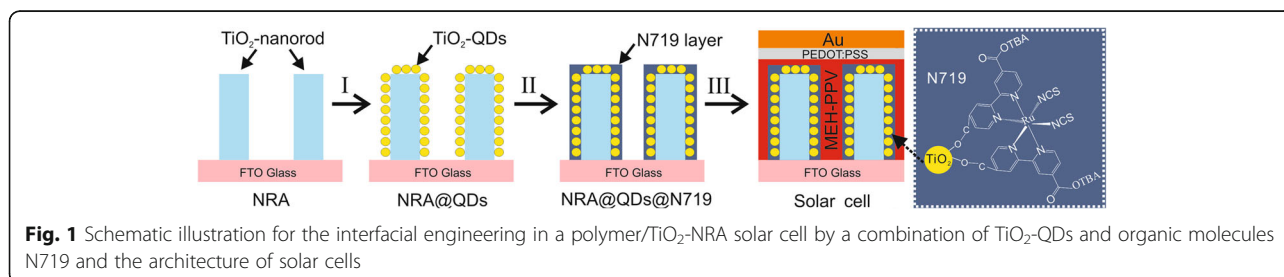 TiO2-nanorod
I
TiO2-QDs
II
N719 layer
III
Au
PEDOT:PSS
MEH-PPV
N719
OTBA
O
O
N
N
NCS
Ru
NCS
N
N
C
O
O
C
TiO2
O
O
OTBA
FTO Glass
FTO Glass
FTO Glass
FTO Glass
NRA
NRA@QDs
NRA@QDs@N719
Solar cell
Fig. 1 Schematic illustration for the interfacial engineering in a polymer/TiO2-NRA solar cell by a combination of TiO2-QDs and organic molecules
N719 and the architecture of solar cells